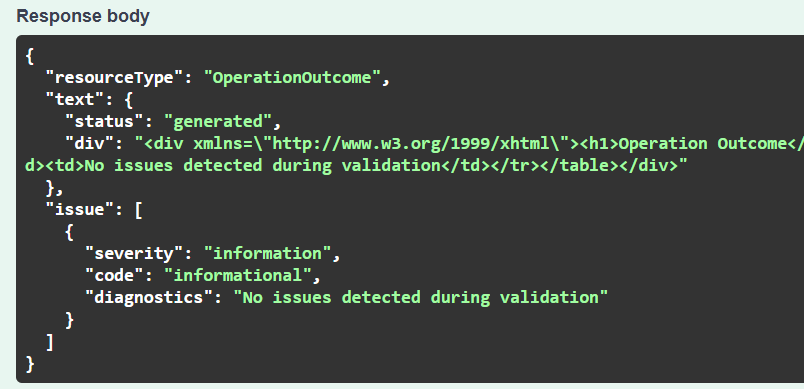 Response body
{
"resourceType": "OperationOutcome",
"text": {
"status": "generated",
"div": "<div xmlns=\"http://www.w3.org/1999/xhtml\"><h1>Operation Outcome</
d><td>No issues detected during validation</td></tr></table></div>"
},
"issue": [
{
"severity": "information",
"code": "informational",
"diagnostics": "No issues detected during validation"
}
]
}